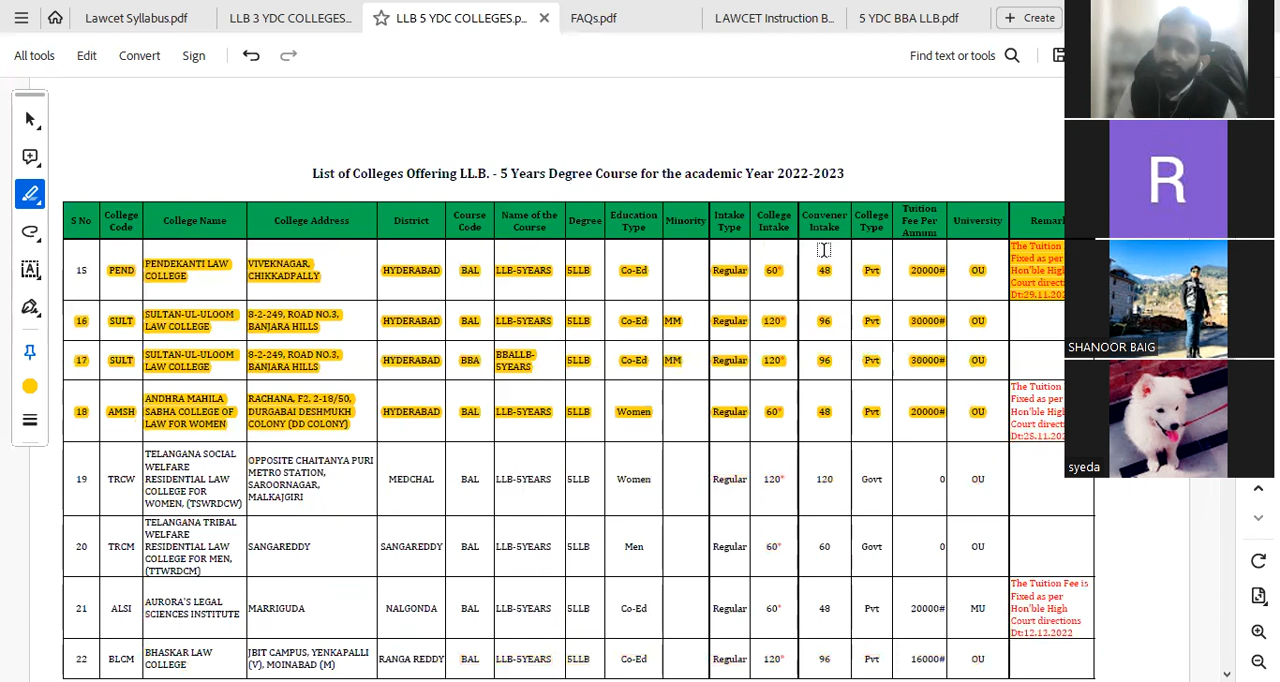 Lawcet Syllabus.pdf LLB 3 YDC COLLEGES... LLB 5 YDC COLLEGES.p... FAQs.pdf LAWCET Instruction B... 5 YDC BBA LLB.pdf Create
All tools Edit Convert Sign Find text or tools
List of Colleges Offering LL.B. - 5 Years Degree Course for the academic Year 2022-2023
S No
College
Code
College Name
College Address
District
Course
Code
Name of the
Course
Degree
Education
Type
Minority
Intake
Type
College
Intake
Convener
Intake
College
Type
Tuition
Fee Per
Annum
University
Remar
15
PEND
PENDEKANTI LAW
COLLEGE
VIVEKNAGAR,
CHIKKADPALLY
HYDERABAD
BAL
LLB-5YEARS
5LLB
Co-Ed
Regular
60*
48
Pvt
20000#
OU
The Tuition
Fixed as per
Hon'ble High
Court direction
Dt:29.11.202
16
SULT
SULTAN-UL-ULOOM
LAW COLLEGE
8-2-249, ROAD NO.3,
BANJARA HILLS
HYDERABAD
BAL
LLB-5YEARS
5LLB
Co-Ed
MM
Regular
120*
96
Pvt
30000#
OU
17
SULT
SULTAN-UL-ULOOM
LAW COLLEGE
8-2-249, ROAD NO.3,
BANJARA HILLS
HYDERABAD
BBA
BBALLB-
5YEARS
5LLB
Co-Ed
MM
Regular
120*
96
Pvt
30000#
OU
18
AMSH
ANDHRA MAHILA
SABHA COLLEGE OF
LAW FOR WOMEN
RACHANA, F2, 2-18/50,
DURGABAI DESHMUKH
COLONY (DD COLONY)
HYDERABAD
BAL
LLB-5YEARS
5LLB
Women
Regular
60*
48
Pvt
20000#
OU
The Tuition
Fixed as per
Hon'ble High
Court direction
Dt:25.11.202
19
TRCW
TELANGANA SOCIAL
WELFARE
RESIDENTIAL LAW
COLLEGE FOR
WOMEN, (TSWRDCW)
OPPOSITE CHAITANYA PURI
METRO STATION,
SAROORNAGAR,
MALKAJGIRI
MEDCHAL
BAL
LLB-5YEARS
5LLB
Women
Regular
120*
120
Govt
0
OU
20
TRCM
TELANGANA TRIBAL
WELFARE
RESIDENTIAL LAW
COLLEGE FOR MEN,
(TTWRDCM)
SANGAREDDY
SANGAREDDY
BAL
LLB-5YEARS
5LLB
Men
Regular
60*
60
Govt
0
OU
21
ALSI
AURORA'S LEGAL
SCIENCES INSTITUTE
MARRIGUDA
NALGONDA
BAL
LLB-5YEARS
5LLB
Co-Ed
Regular
60*
48
Pvt
20000#
MU
The Tuition Fee is
Fixed as per
Hon'ble High
Court directions
Dt:12.12.2022
22
BLCM
BHASKAR LAW
COLLEGE
JBIT CAMPUS, YENKAPALLI
(V), MOINABAD (M)
RANGA REDDY
BAL
LLB-5YEARS
5LLB
Co-Ed
Regular
120*
96
Pvt
16000#
OU
R
SHANOOR BAIG
syeda